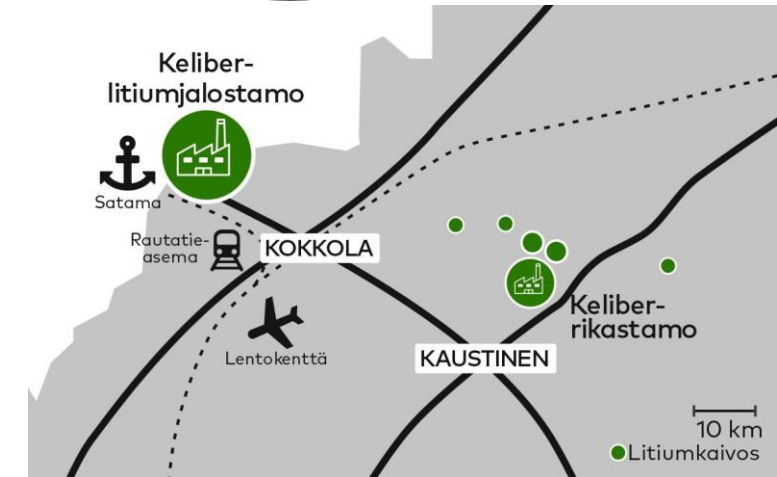 Keliber-
litiumjalostamo
Satama
Rautatie-
asema
KOKKOLA
Lentokenttä
Keliber-
rikastamo
KAUSTINEN
10 km
Litiumkaivos